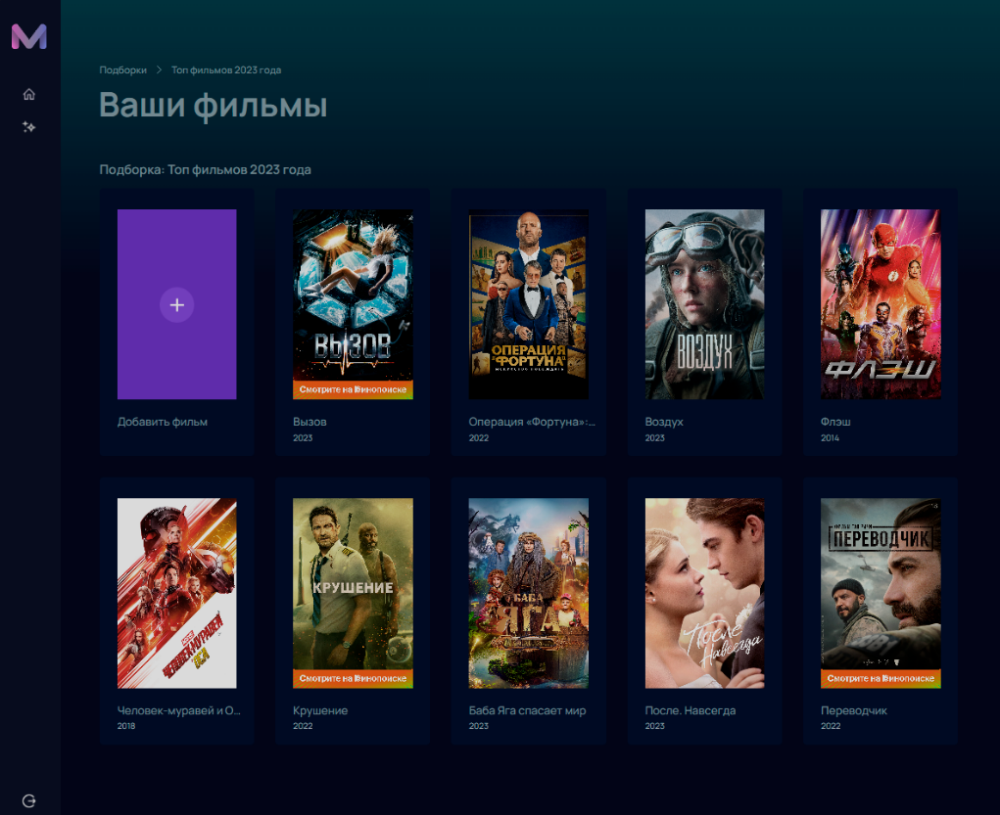 Подборки > Топ фильмов 2023 года
Ваши фильмы
Подборка: Топ фильмов 2023 года
ВЫЗОВ
Смотрите на Кинопоиске
ОПЕРАЦИЯ
"ФОРТУНА"
ИСКУССТВО ПОБЕЖДАТЬ
ВОЗДУХ
ФЛЭШ
Добавить фильм
Вызов
2023
Операция «Фортуна»:...
2022
Воздух
2023
Флэш
2014
ЧЕЛОВЕК-МУРАВЕЙ
ОСА
КРУШЕНИЕ
Смотрите на Кинопоиске
БАБА
ЯГА
После
Навсегда
ПЕРЕВОДЧИК
Смотрите на Кинопоиске
Человек-муравей и О...
2018
Крушение
2022
Баба Яга спасает мир
2023
После. Навсегда
2023
Переводчик
2022